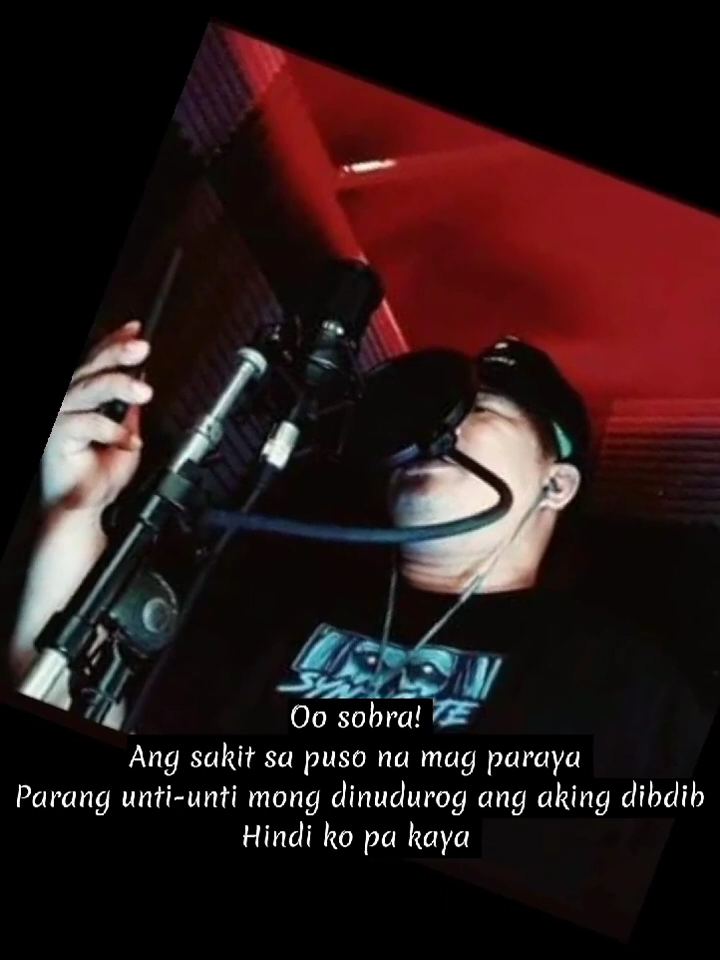 Oo sobra!
Ang sakit sa puso na mag paraya
Parang unti-unti mong dinudurog ang aking dibdib
Hindi ko pa kaya